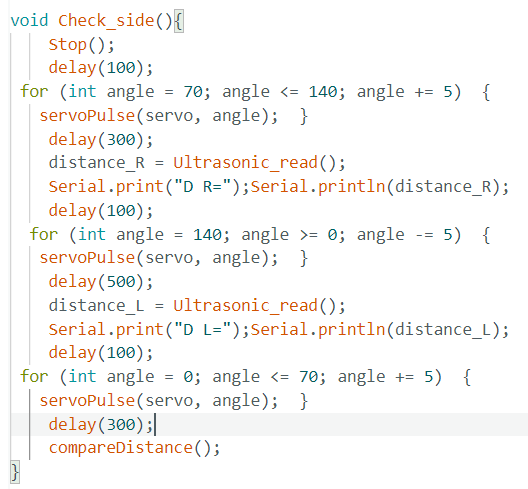 void Check_side(){
    Stop();
    delay(100);
 for (int angle = 70; angle <= 140; angle += 5)  {
   servoPulse(servo, angle);  }
    delay(300);
    distance_R = Ultrasonic_read();
    Serial.print("D R=");Serial.println(distance_R);
    delay(100);
  for (int angle = 140; angle >= 0; angle -= 5)  {
   servoPulse(servo, angle);  }
    delay(500);
    distance_L = Ultrasonic_read();
    Serial.print("D L=");Serial.println(distance_L);
    delay(100);
 for (int angle = 0; angle <= 70; angle += 5)  {
   servoPulse(servo, angle);  }
    delay(300);
    compareDistance();
}